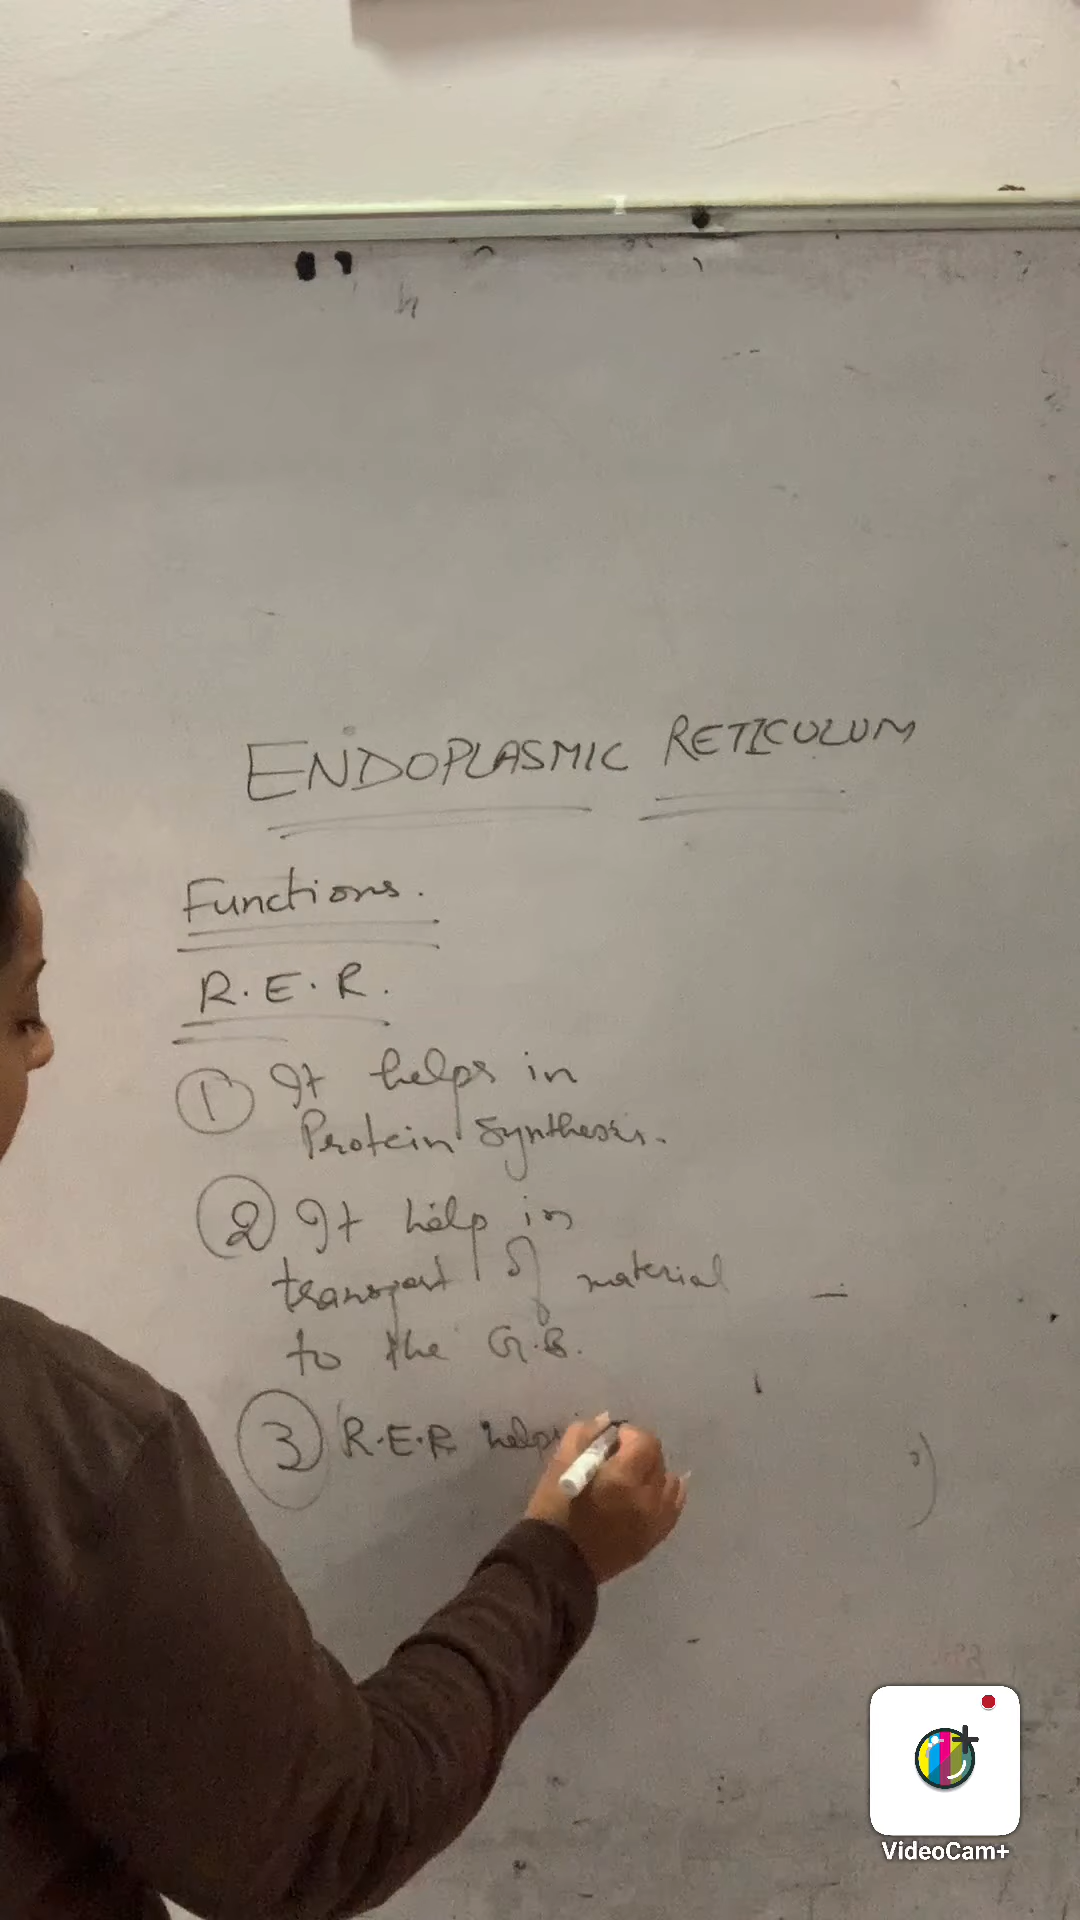 ENDOPLASMIC RETICULUM
Functions.
R.E.R.
① It helps in
Protein Synthesis.
② It help in
transport of material
to the G.B.
③ R.E.R helps
VideoCam+